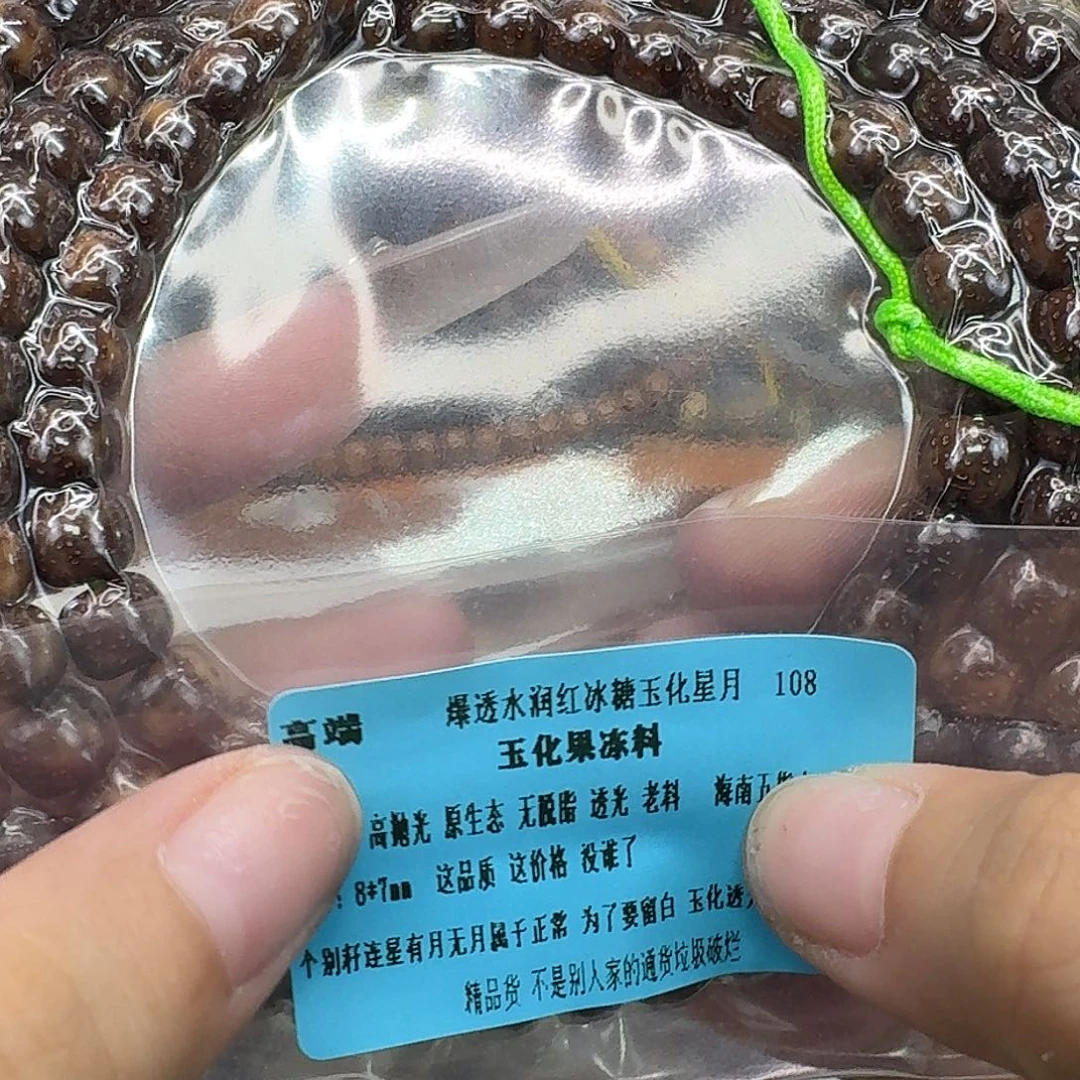 爆透水润红冰糖玉化星月 108
高端
玉化果冻料
高抛光 原生态 无脱脂 透光 老料 海南五
: 8*7mm 这品质 这价格 没谁了
个别籽连星有月无月属于正常 为了要留白 玉化透
精品货 不是别人家的通货垃圾破烂